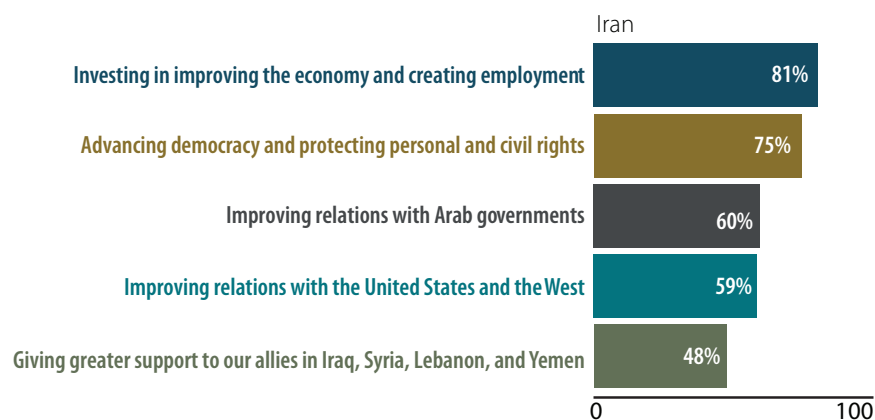 Iran
Investing in improving the economy and creating employment 81%
Advancing democracy and protecting personal and civil rights 75%
Improving relations with Arab governments 60%
Improving relations with the United States and the West 59%
Giving greater support to our allies in Iraq, Syria, Lebanon, and Yemen 48%
0 100